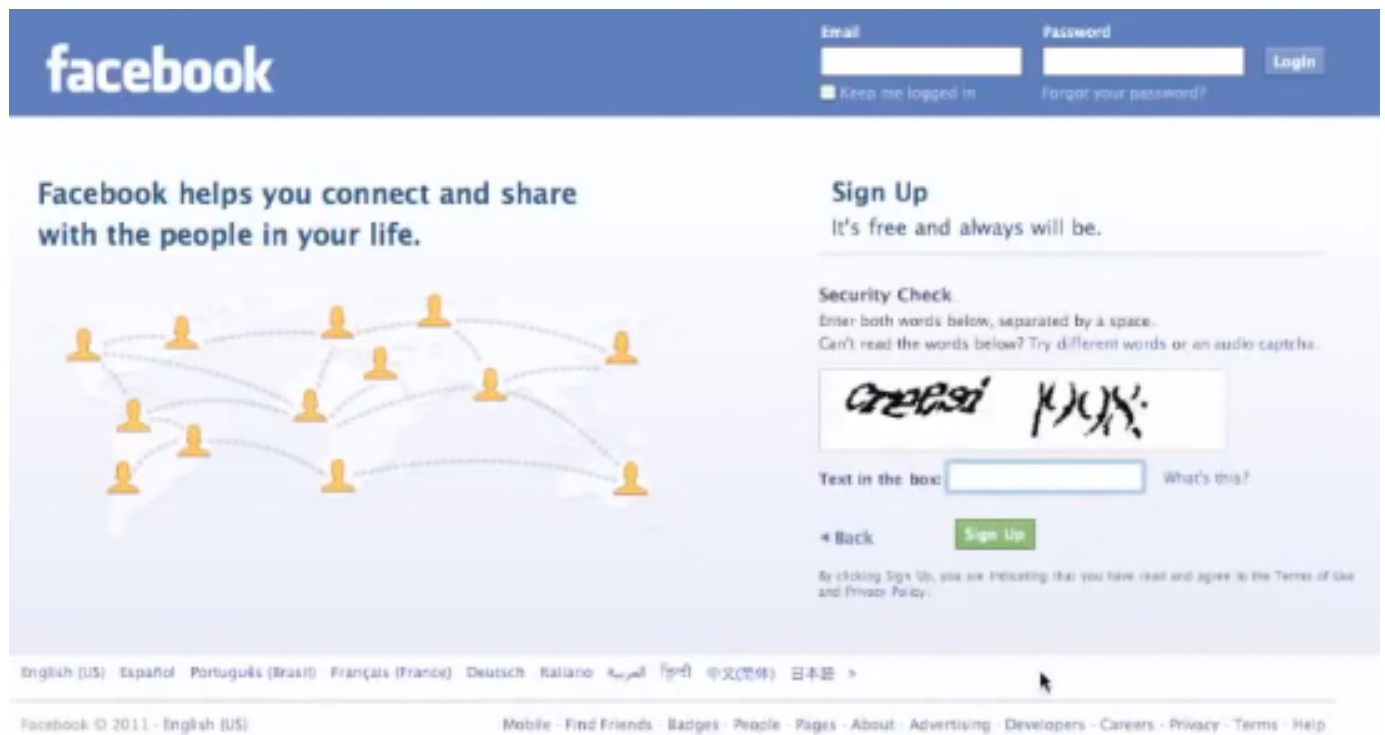 Email Password
facebook
Login
Keep me logged in Forgot your password?
Facebook helps you connect and share
with the people in your life.
Sign Up
It's free and always will be.
Security Check
Enter both words below, separated by a space.
Can't read the words below? Try different words or an audio captcha.
Text in the box: What's this?
Back
Sign Up
By clicking Sign Up, you are indicating that you have read and agree to the Terms of Use
and Privacy Policy.
English (US) Español Português (Brasil) Français (France) Deutsch Italiano العربية हिन्दी 中文(简体) 日本語 »
Facebook © 2011 · English (US)
Mobile · Find Friends · Badges · People · Pages · About · Advertising · Developers · Careers · Privacy · Terms · Help